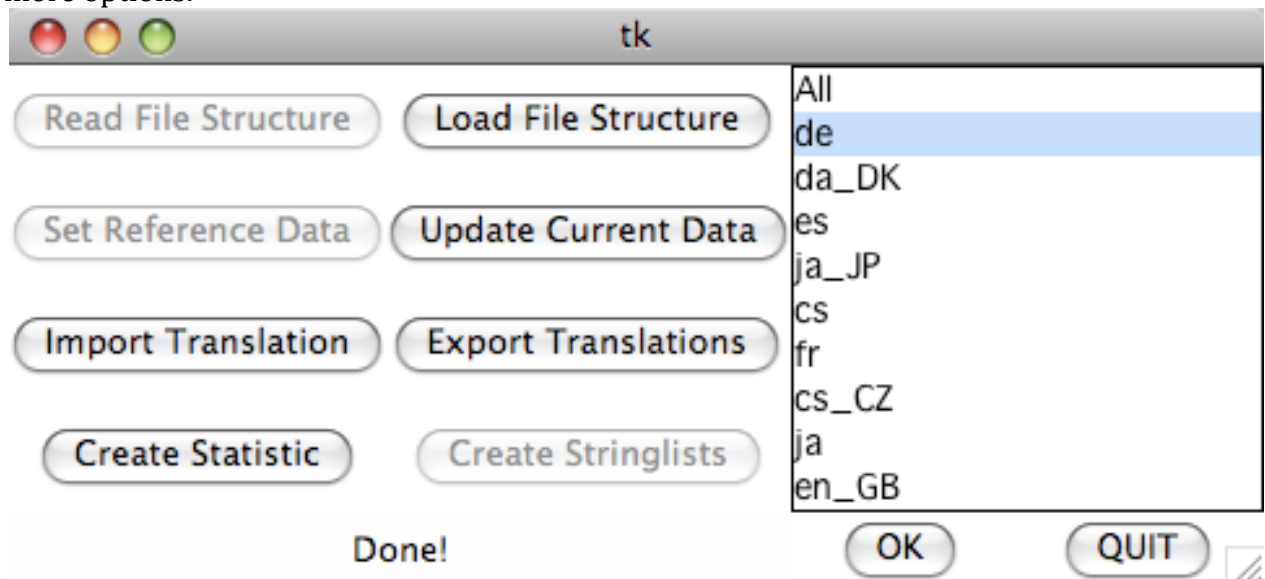 more options.
tk
Read File Structure
Load File Structure
Set Reference Data
Update Current Data
Import Translation
Export Translations
Create Statistic
Create Stringlists
Done!
All
de
da_DK
es
ja_JP
cs
fr
cs_CZ
ja
en_GB
OK
QUIT